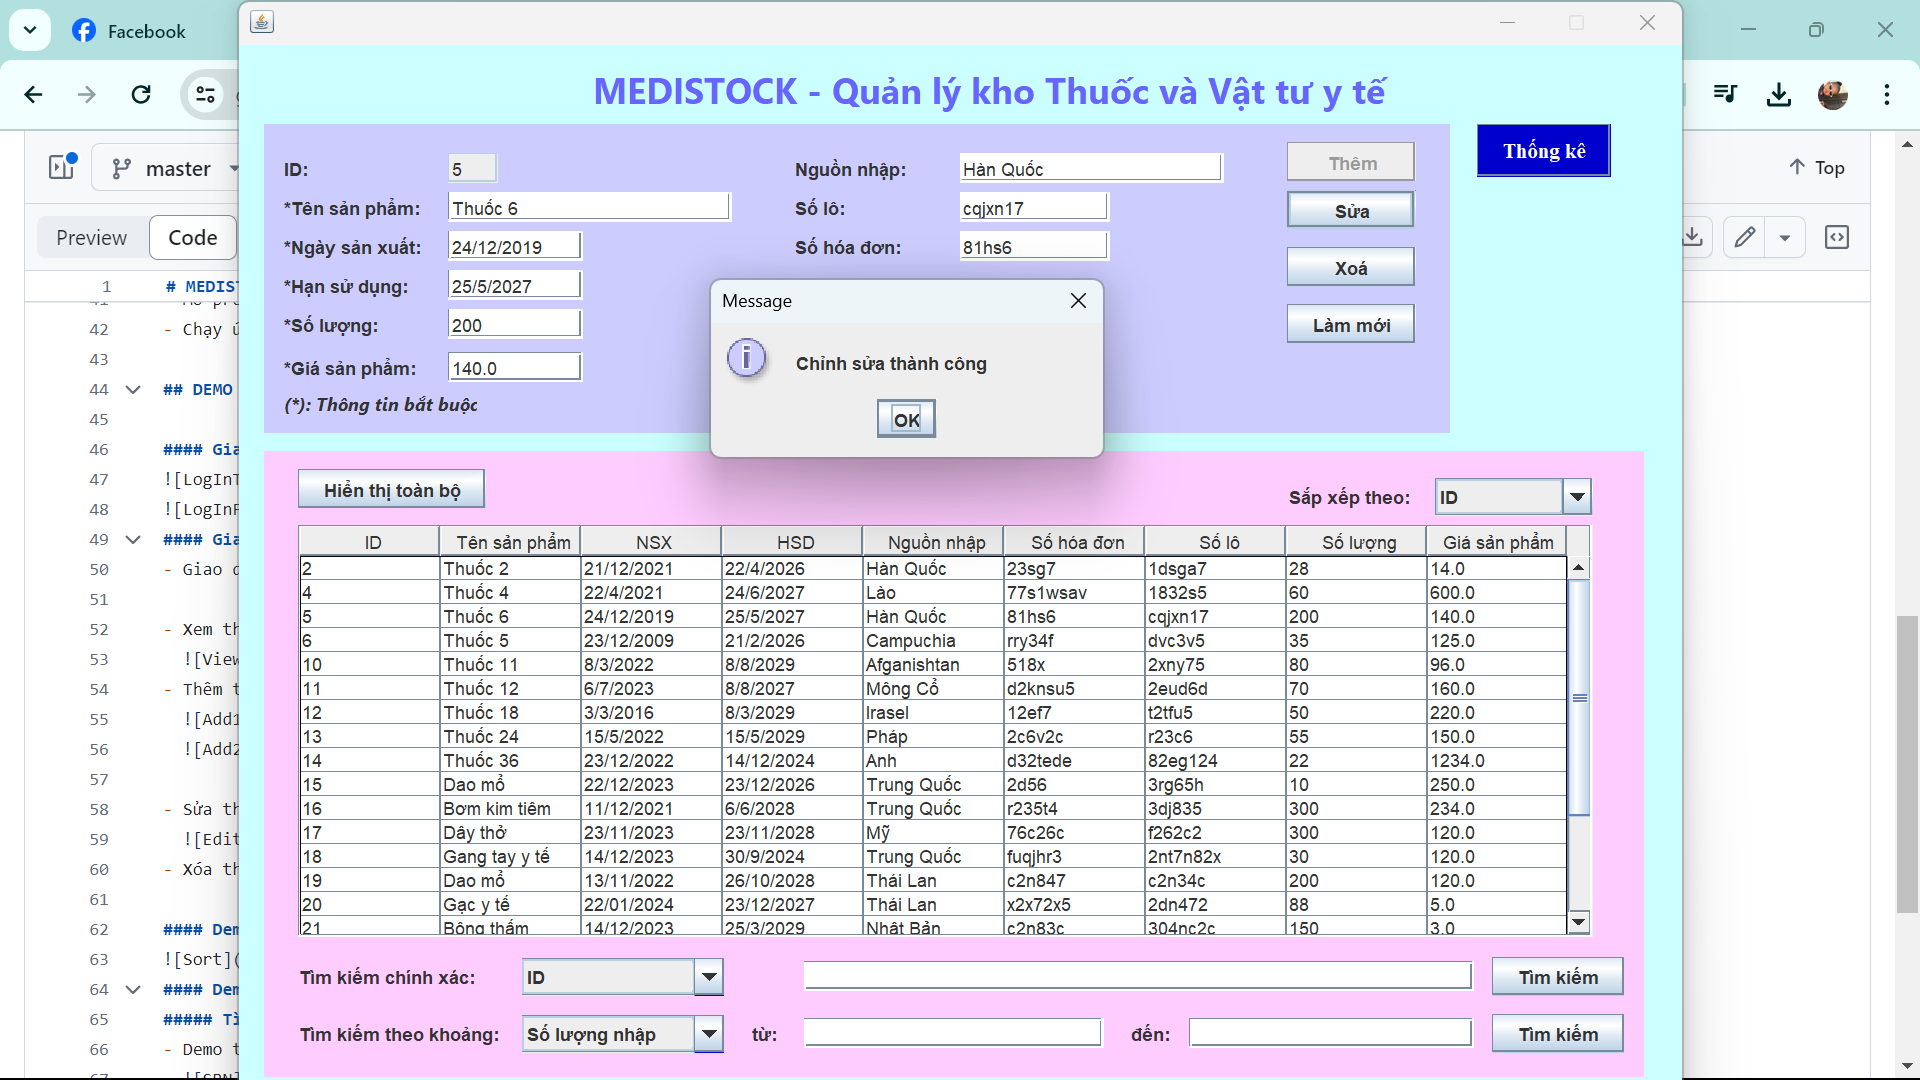 Facebook
MEDISTOCK - Quản lý kho Thuốc và Vật tư y tế
Thống kê
ID: 5
*Tên sản phẩm: Thuốc 6
*Ngày sản xuất: 24/12/2019
*Hạn sử dụng: 25/5/2027
*Số lượng: 200
*Giá sản phẩm: 140.0
(*): Thông tin bắt buộc
Nguồn nhập: Hàn Quốc
Số lô: cqjxn17
Số hóa đơn: 81hs6
Thêm
Sửa
Xoá
Làm mới
Message
Chỉnh sửa thành công
OK
master
Top
Preview
Code
1 # MEDIS
41
42 - Chạy
43
44 ## DEMO
45
46 #### Gia
47 ![LogIn
48 ![LogIn
49 #### Gia
50 - Giao
51
52 - Xem th
53 ![View
54 - Thêm t
55 ![Add1
56 ![Add2
57
58 - Sửa th
59 ![Edit
60 - Xóa th
61
62 #### Dem
63 ![Sort](
64 #### Dem
65 ##### Tì
66 - Demo t
67
Hiển thị toàn bộ
Sắp xếp theo: ID
ID Tên sản phẩm NSX HSD Nguồn nhập Số hóa đơn Số lô Số lượng Giá sản phẩm
2 Thuốc 2 21/12/2021 22/4/2026 Hàn Quốc 23sg7 1dsga7 28 14.0
4 Thuốc 4 22/4/2021 24/6/2027 Lào 77s1wsav 1832s5 60 600.0
5 Thuốc 6 24/12/2019 25/5/2027 Hàn Quốc 81hs6 cqjxn17 200 140.0
6 Thuốc 5 23/12/2009 21/2/2026 Campuchia rry34f dvc3v5 35 125.0
10 Thuốc 11 8/3/2022 8/8/2029 Afganishtan 518x 2xny75 80 96.0
11 Thuốc 12 6/7/2023 8/8/2027 Mông Cổ d2knsu5 2eud6d 70 160.0
12 Thuốc 18 3/3/2016 8/3/2029 Irasel 12ef7 t2tfu5 50 220.0
13 Thuốc 24 15/5/2022 15/5/2029 Pháp 2c6v2c r23c6 55 150.0
14 Thuốc 36 23/12/2022 14/12/2024 Anh d32tede 82eg124 22 1234.0
15 Dao mổ 22/12/2023 23/12/2026 Trung Quốc 2d56 3rg65h 10 250.0
16 Bơm kim tiêm 11/12/2021 6/6/2028 Trung Quốc r235t4 3dj835 300 234.0
17 Dây thở 23/11/2023 23/11/2028 Mỹ 76c26c f262c2 300 120.0
18 Gang tay y tế 14/12/2023 30/9/2024 Trung Quốc fuqjhr3 2nt7n82x 30 120.0
19 Dao mổ 13/11/2022 26/10/2028 Thái Lan c2n847 c2n34c 200 120.0
20 Gạc y tế 22/01/2024 23/12/2027 Thái Lan x2x72x5 2dn472 88 5.0
21 Bông thấm 14/12/2023 25/3/2029 Nhật Bản c2n83c 304nc2c 150 3.0
Tìm kiếm chính xác: ID Tìm kiếm
Tìm kiếm theo khoảng: Số lượng nhập từ: đến: Tìm kiếm